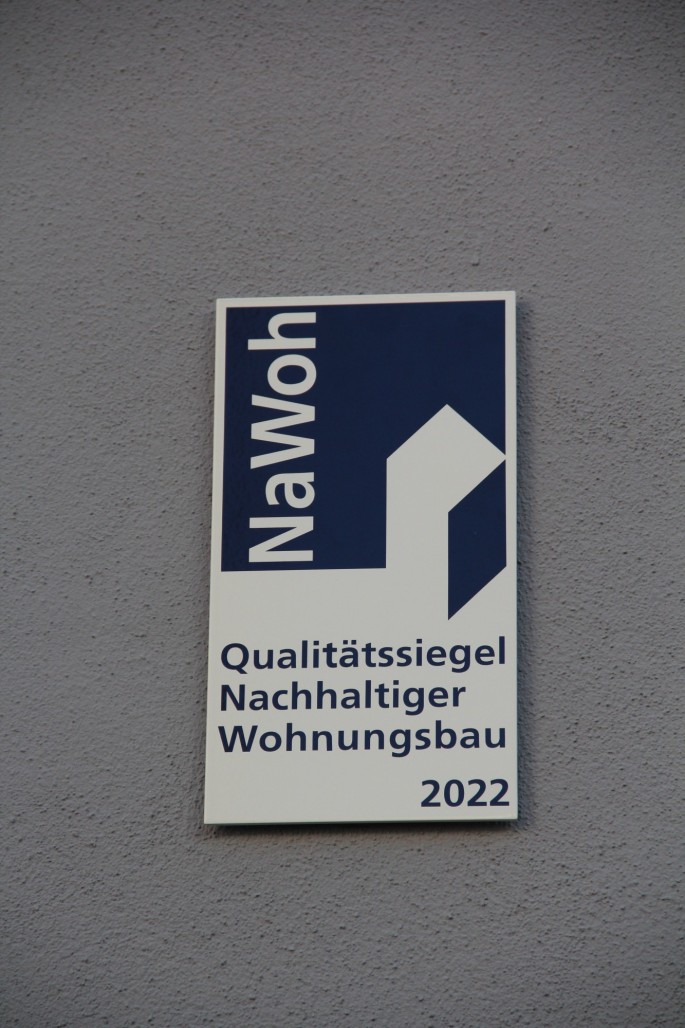 NaWoh
Qualitätssiegel
Nachhaltiger
Wohnungsbau
2022